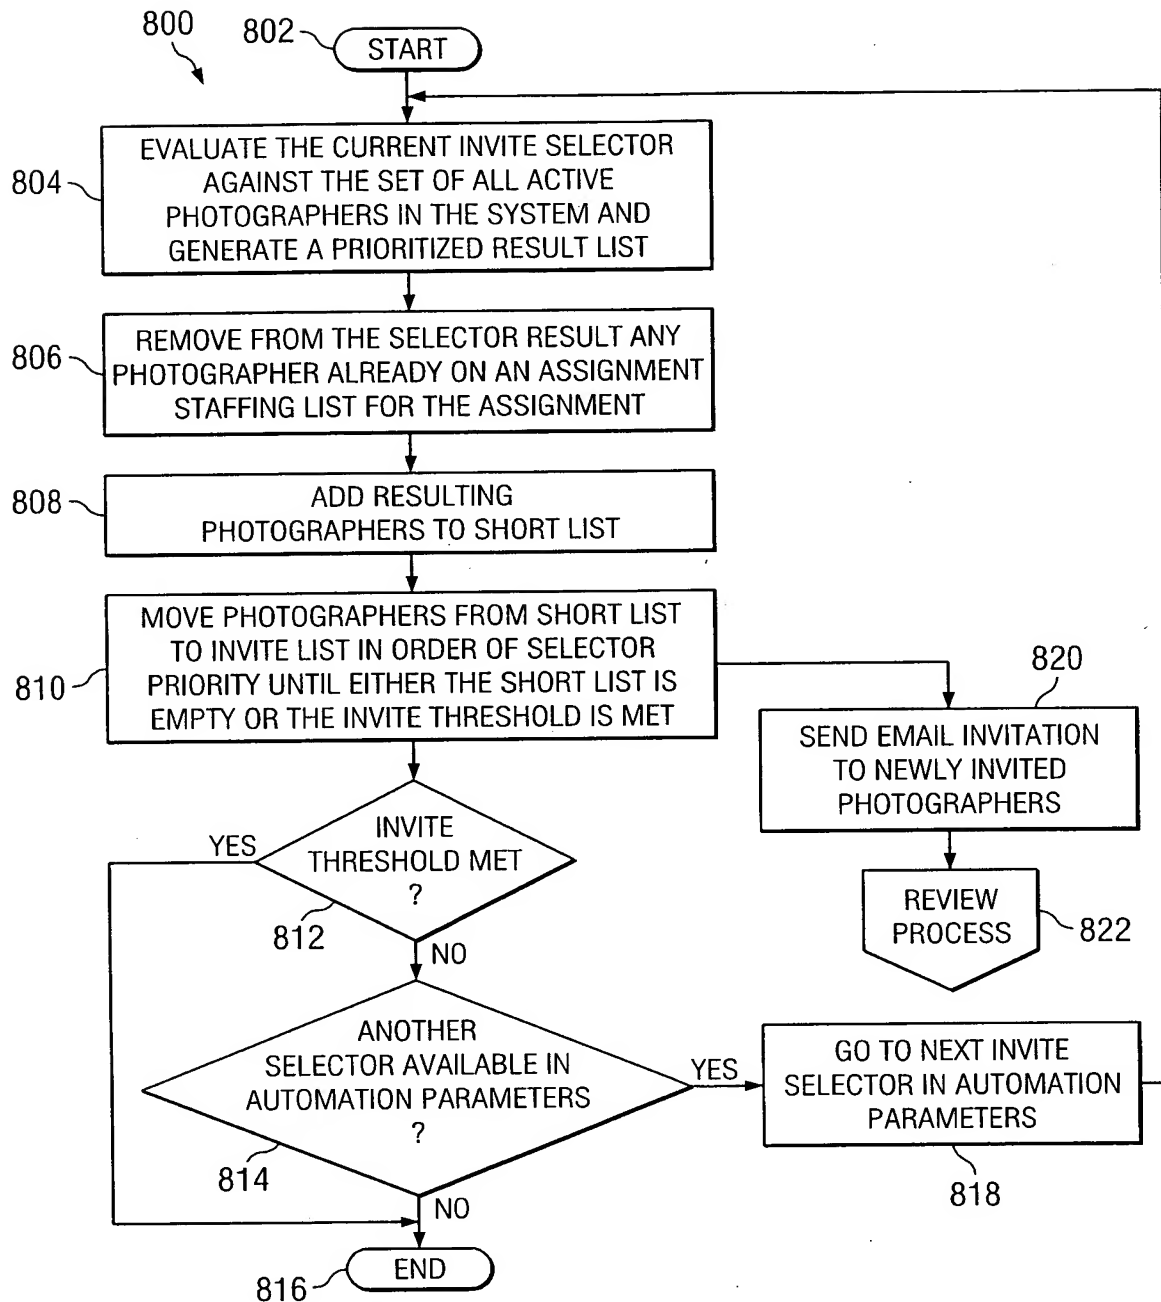 800
802
START
804
EVALUATE THE CURRENT INVITE SELECTOR
AGAINST THE SET OF ALL ACTIVE
PHOTOGRAPHERS IN THE SYSTEM AND
GENERATE A PRIORITIZED RESULT LIST
806
REMOVE FROM THE SELECTOR RESULT ANY
PHOTOGRAPHER ALREADY ON AN ASSIGNMENT
STAFFING LIST FOR THE ASSIGNMENT
808
ADD RESULTING
PHOTOGRAPHERS TO SHORT LIST
810
MOVE PHOTOGRAPHERS FROM SHORT LIST
TO INVITE LIST IN ORDER OF SELECTOR
PRIORITY UNTIL EITHER THE SHORT LIST IS
EMPTY OR THE INVITE THRESHOLD IS MET
820
SEND EMAIL INVITATION
TO NEWLY INVITED
PHOTOGRAPHERS
YES
INVITE
THRESHOLD MET
?
812
NO
REVIEW
PROCESS
822
ANOTHER
SELECTOR AVAILABLE IN
AUTOMATION PARAMETERS
?
814
YES
GO TO NEXT INVITE
SELECTOR IN AUTOMATION
PARAMETERS
818
NO
816
END